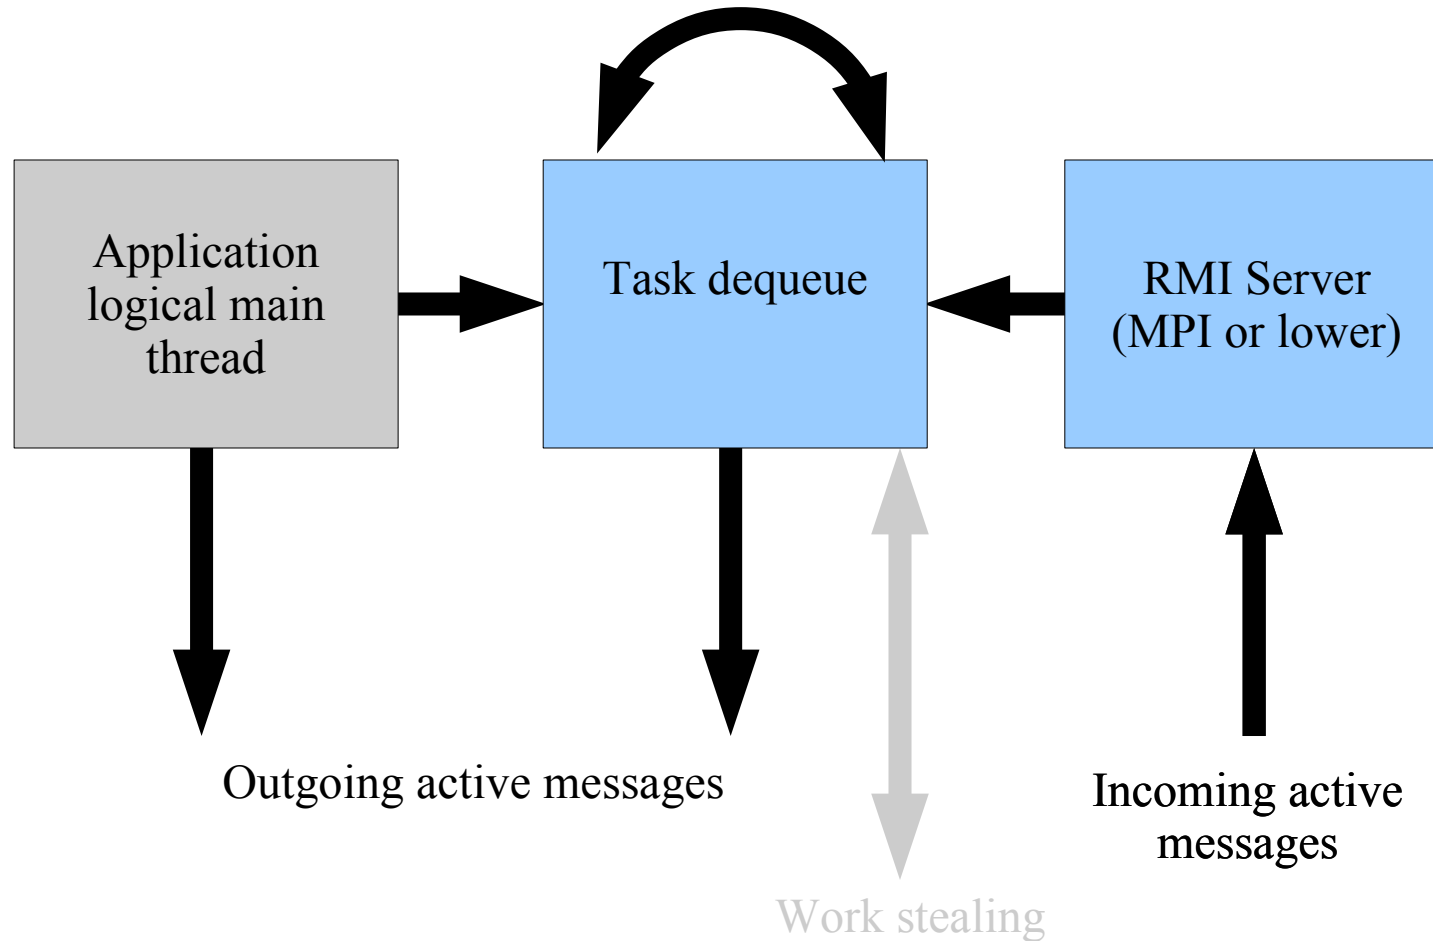 Application
logical main
thread
Task dequeue
RMI Server
(MPI or lower)
Outgoing active messages
Incoming active
messages
Work stealing